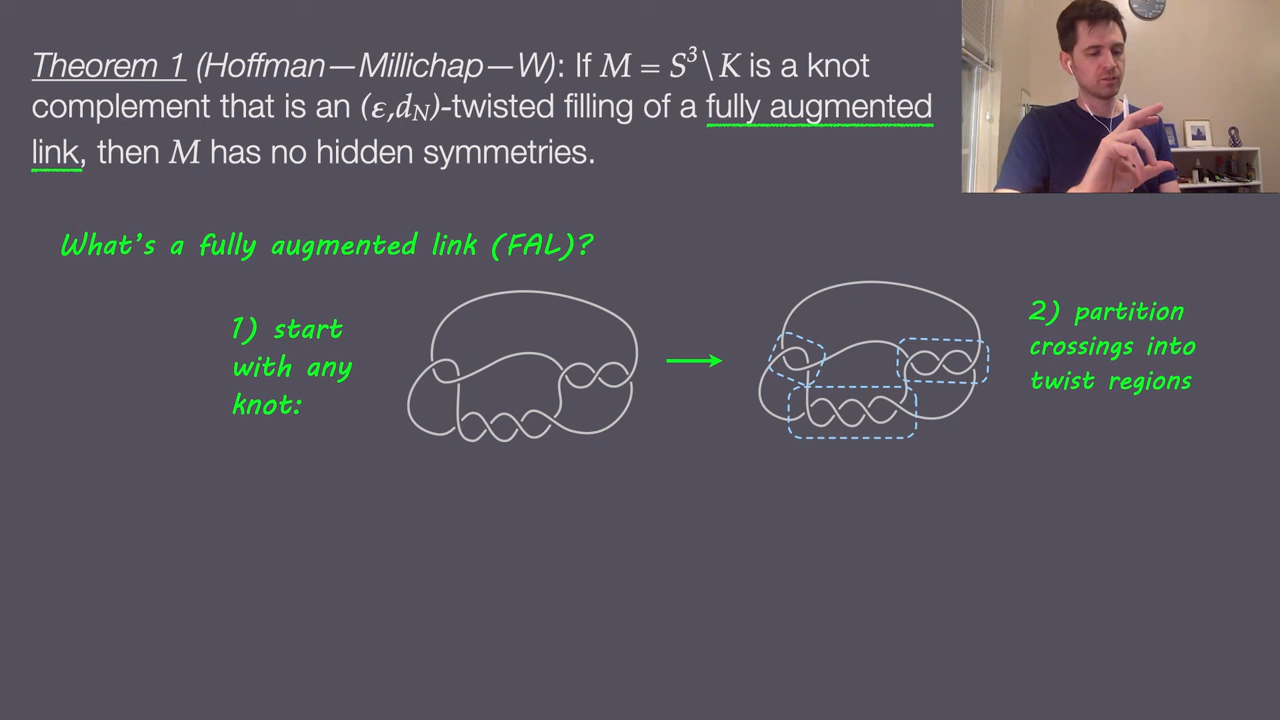 Theorem 1 (Hoffman—Millichap—W): If M = S³ \ K is a knot
complement that is an (ε,d_N)-twisted filling of a fully augmented
link, then M has no hidden symmetries.
What's a fully augmented link (FAL)?
1) start
with any
knot:
2) partition
crossings into
twist regions